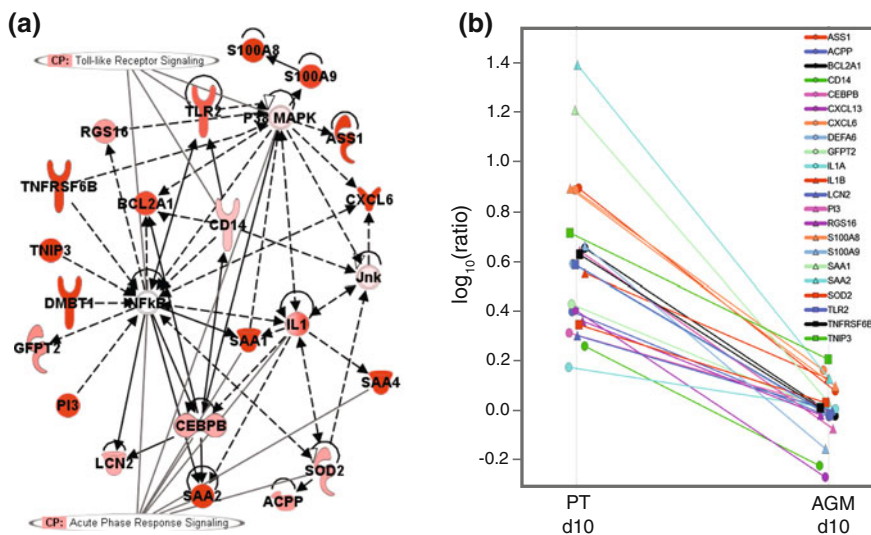 (a)
CP: Toll-like Receptor Signaling
S100A8
S100A9
TLR2
P38 MAPK
RGS16
ASS1
TNFRSF6B
BCL2A1
CXCL6
CD14
TNIP3
Jnk
DMBT1
NFkB
IL1
GFPT2
SAA1
SAA4
PI3
CEBPB
LCN2
SOD2
SAA2
ACPP
CP: Acute Phase Response Signaling
(b)
log10(ratio)
1.4
1.2
1.0
0.8
0.6
0.4
0.2
0.0
-0.2
PT
d10
AGM
d10
ASS1
ACPP
BCL2A1
CD14
CEBPB
CXCL13
CXCL6
DEFA6
GFPT2
IL1A
IL1B
LCN2
PI3
RGS16
S100A8
S100A9
SAA1
SAA2
SOD2
TLR2
TNFRSF6B
TNIP3